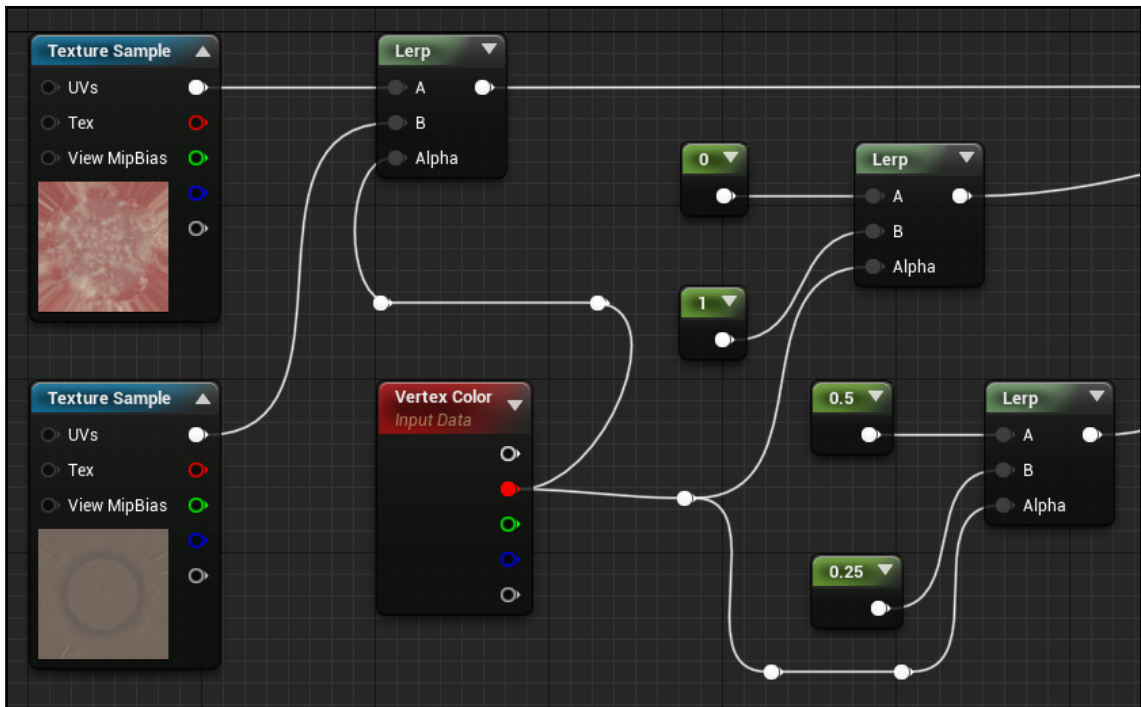 Texture Sample
UVs
Tex
View MipBias
Lerp
A
B
Alpha
0
1
Lerp
A
B
Alpha
Texture Sample
UVs
Tex
View MipBias
Vertex Color
Input Data
0.5
0.25
Lerp
A
B
Alpha